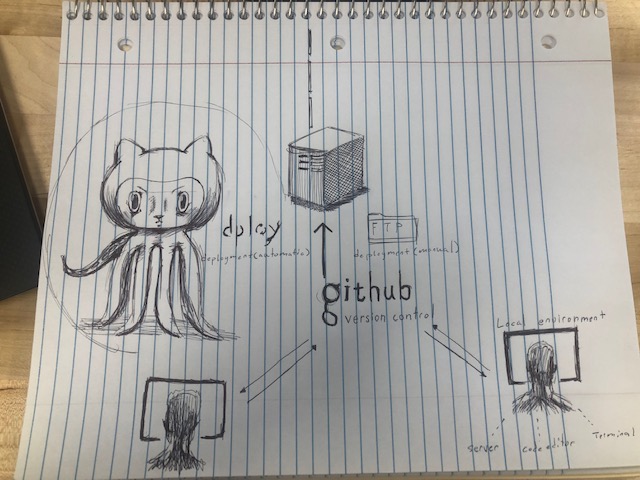 dploy
deployment(automatic)
github
version control
FTP
deployment (manual)
Local environment
server
code editor
Terminal